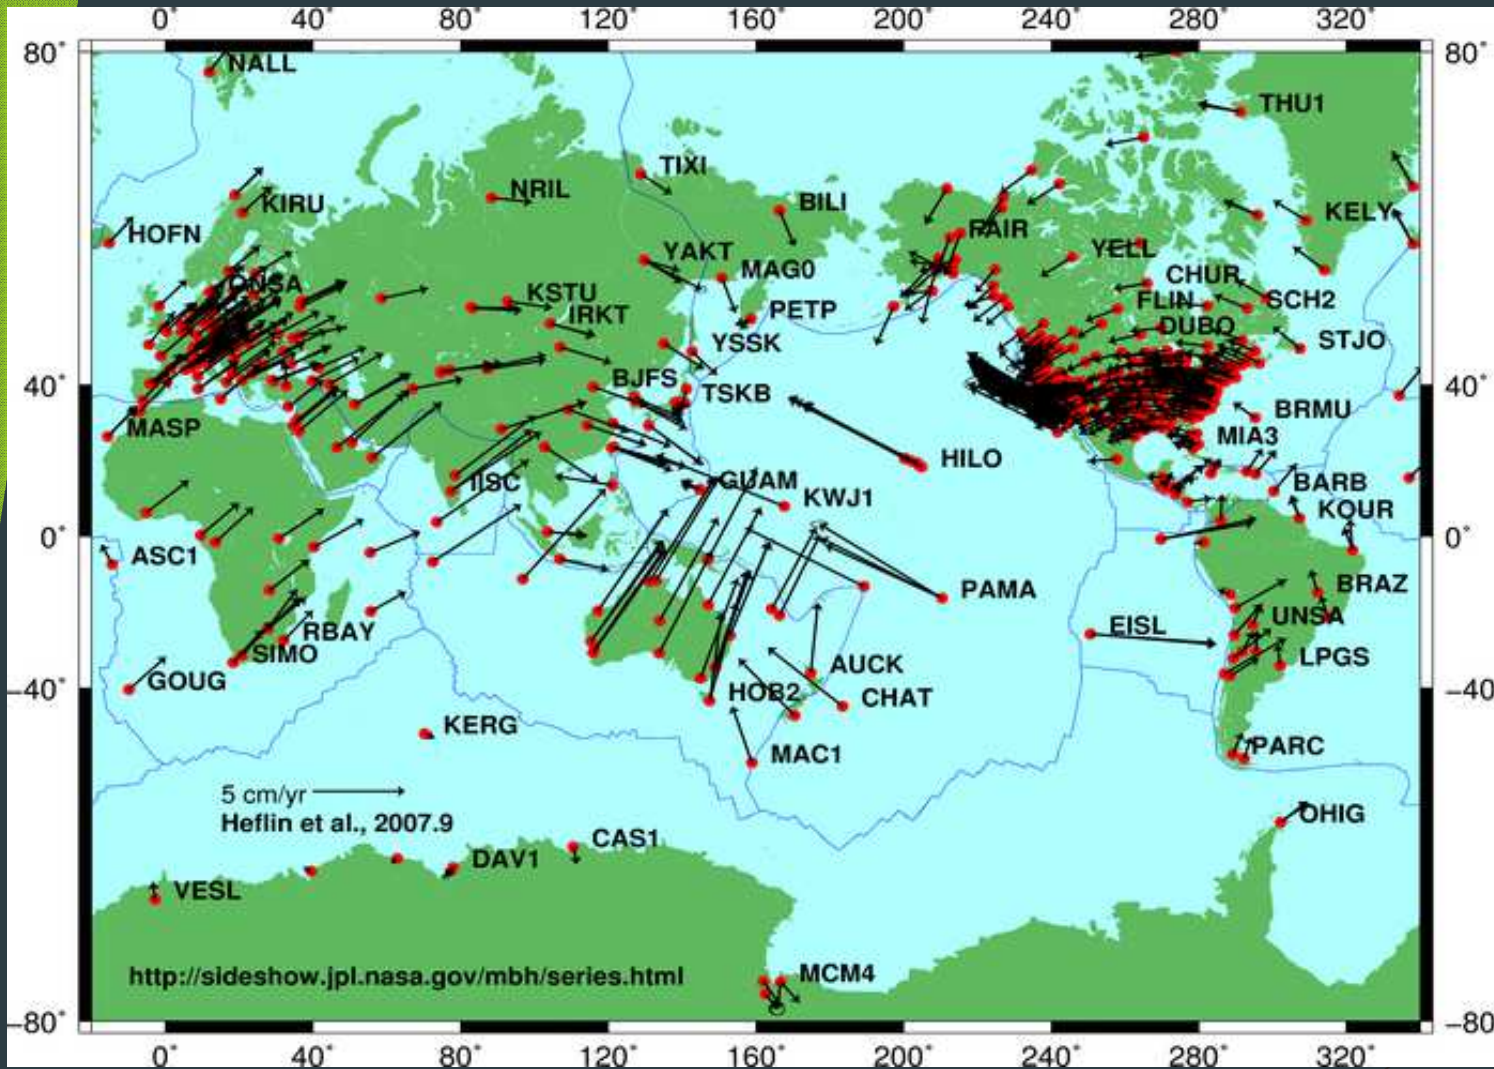 0° 40° 80° 120° 160° 200° 240° 280° 320°
80° 80°
NALL
THU1
TIXI
NRIL
BILI
KIRU
KELY
HOFN
FAIR
YAKT
YELL
MAG0
CHUR
ONSA
KSTU
FLIN
SCH2
PETP
IRKT
DUBO
STJO
YSSK
BJFS
40° 40°
TSKB
BRMU
MASP
MIA3
HILO
IISC
GUAM
BARB
KWJ1
KOUR
0° 0°
ASC1
BRAZ
PAMA
UNSA
EISL
RBAY
SIMO
LPGS
AUCK
GOUG
−40° −40°
HOB2
CHAT
KERG
PARC
MAC1
5 cm/yr
OHIG
Heflin et al., 2007.9
CAS1
DAV1
VESL
http://sideshow.jpl.nasa.gov/mbh/series.html
MCM4
−80° −80
0° 40° 80° 120° 160° 200° 240° 280° 320°